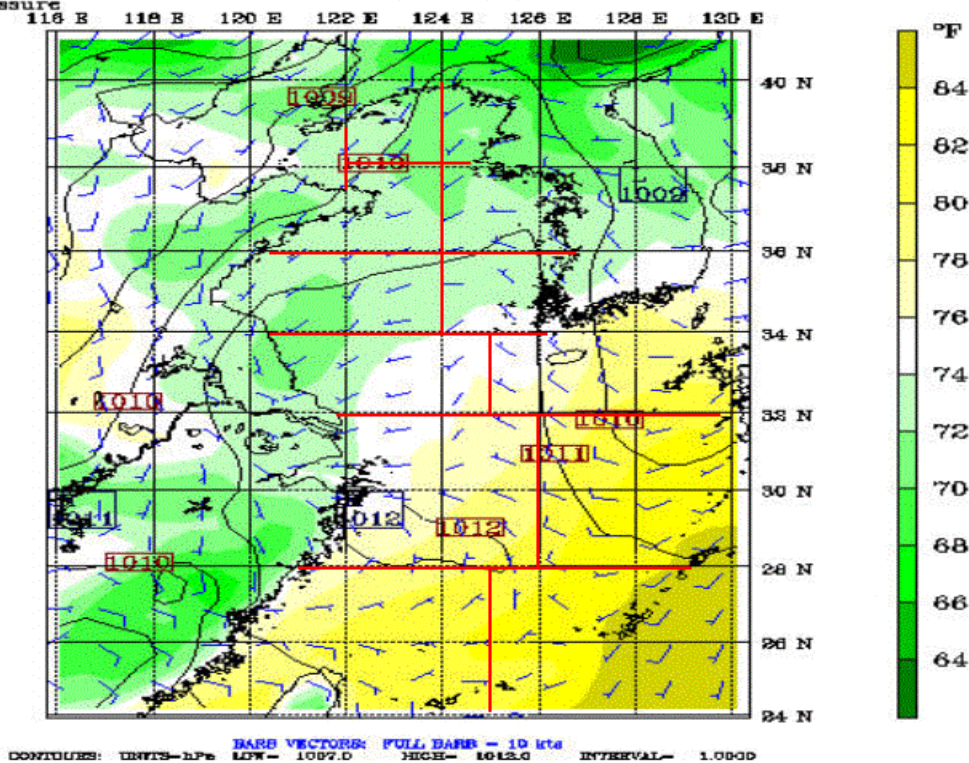 ssure
116 E 118 E 120 E 122 E 124 E 126 E 128 E 130 E
°F
1009
40 N
84
82
1010
38 N
L
1009
80
36 N
78
76
34 N
74
1010
32 N
1010
72
1011
1011
30 N
1012
1012
70
1010
28 N
68
66
26 N
64
24 N
BARB VECTORS: FULL BARB = 10 kts
CONTOURS: UNITS=hPa LOW= 1007.0 HIGH= 1012.0 INTERVAL= 1.0000